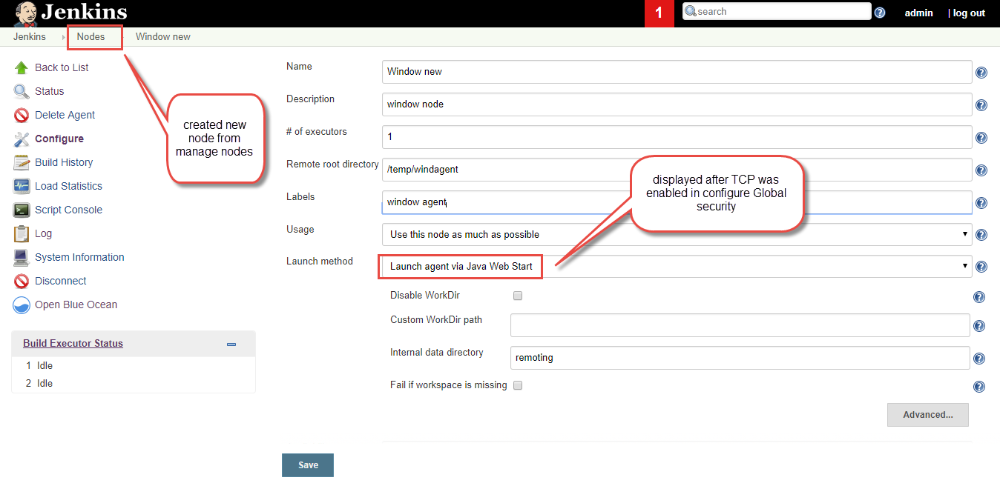 Jenkins
1
search
admin
| log out
Jenkins
Nodes
Window new
Back to List
Status
Delete Agent
Configure
Build History
Load Statistics
Script Console
Log
System Information
Disconnect
Open Blue Ocean
Build Executor Status
1 Idle
2 Idle
created new
node from
manage nodes
Name
Window new
Description
window node
# of executors
1
Remote root directory
/temp/windagent
Labels
window agent
Usage
Use this node as much as possible
Launch method
Launch agent via Java Web Start
displayed after TCP was
enabled in configure Global
security
Disable WorkDir
Custom WorkDir path
Internal data directory
remoting
Fail if workspace is missing
Advanced...
Save